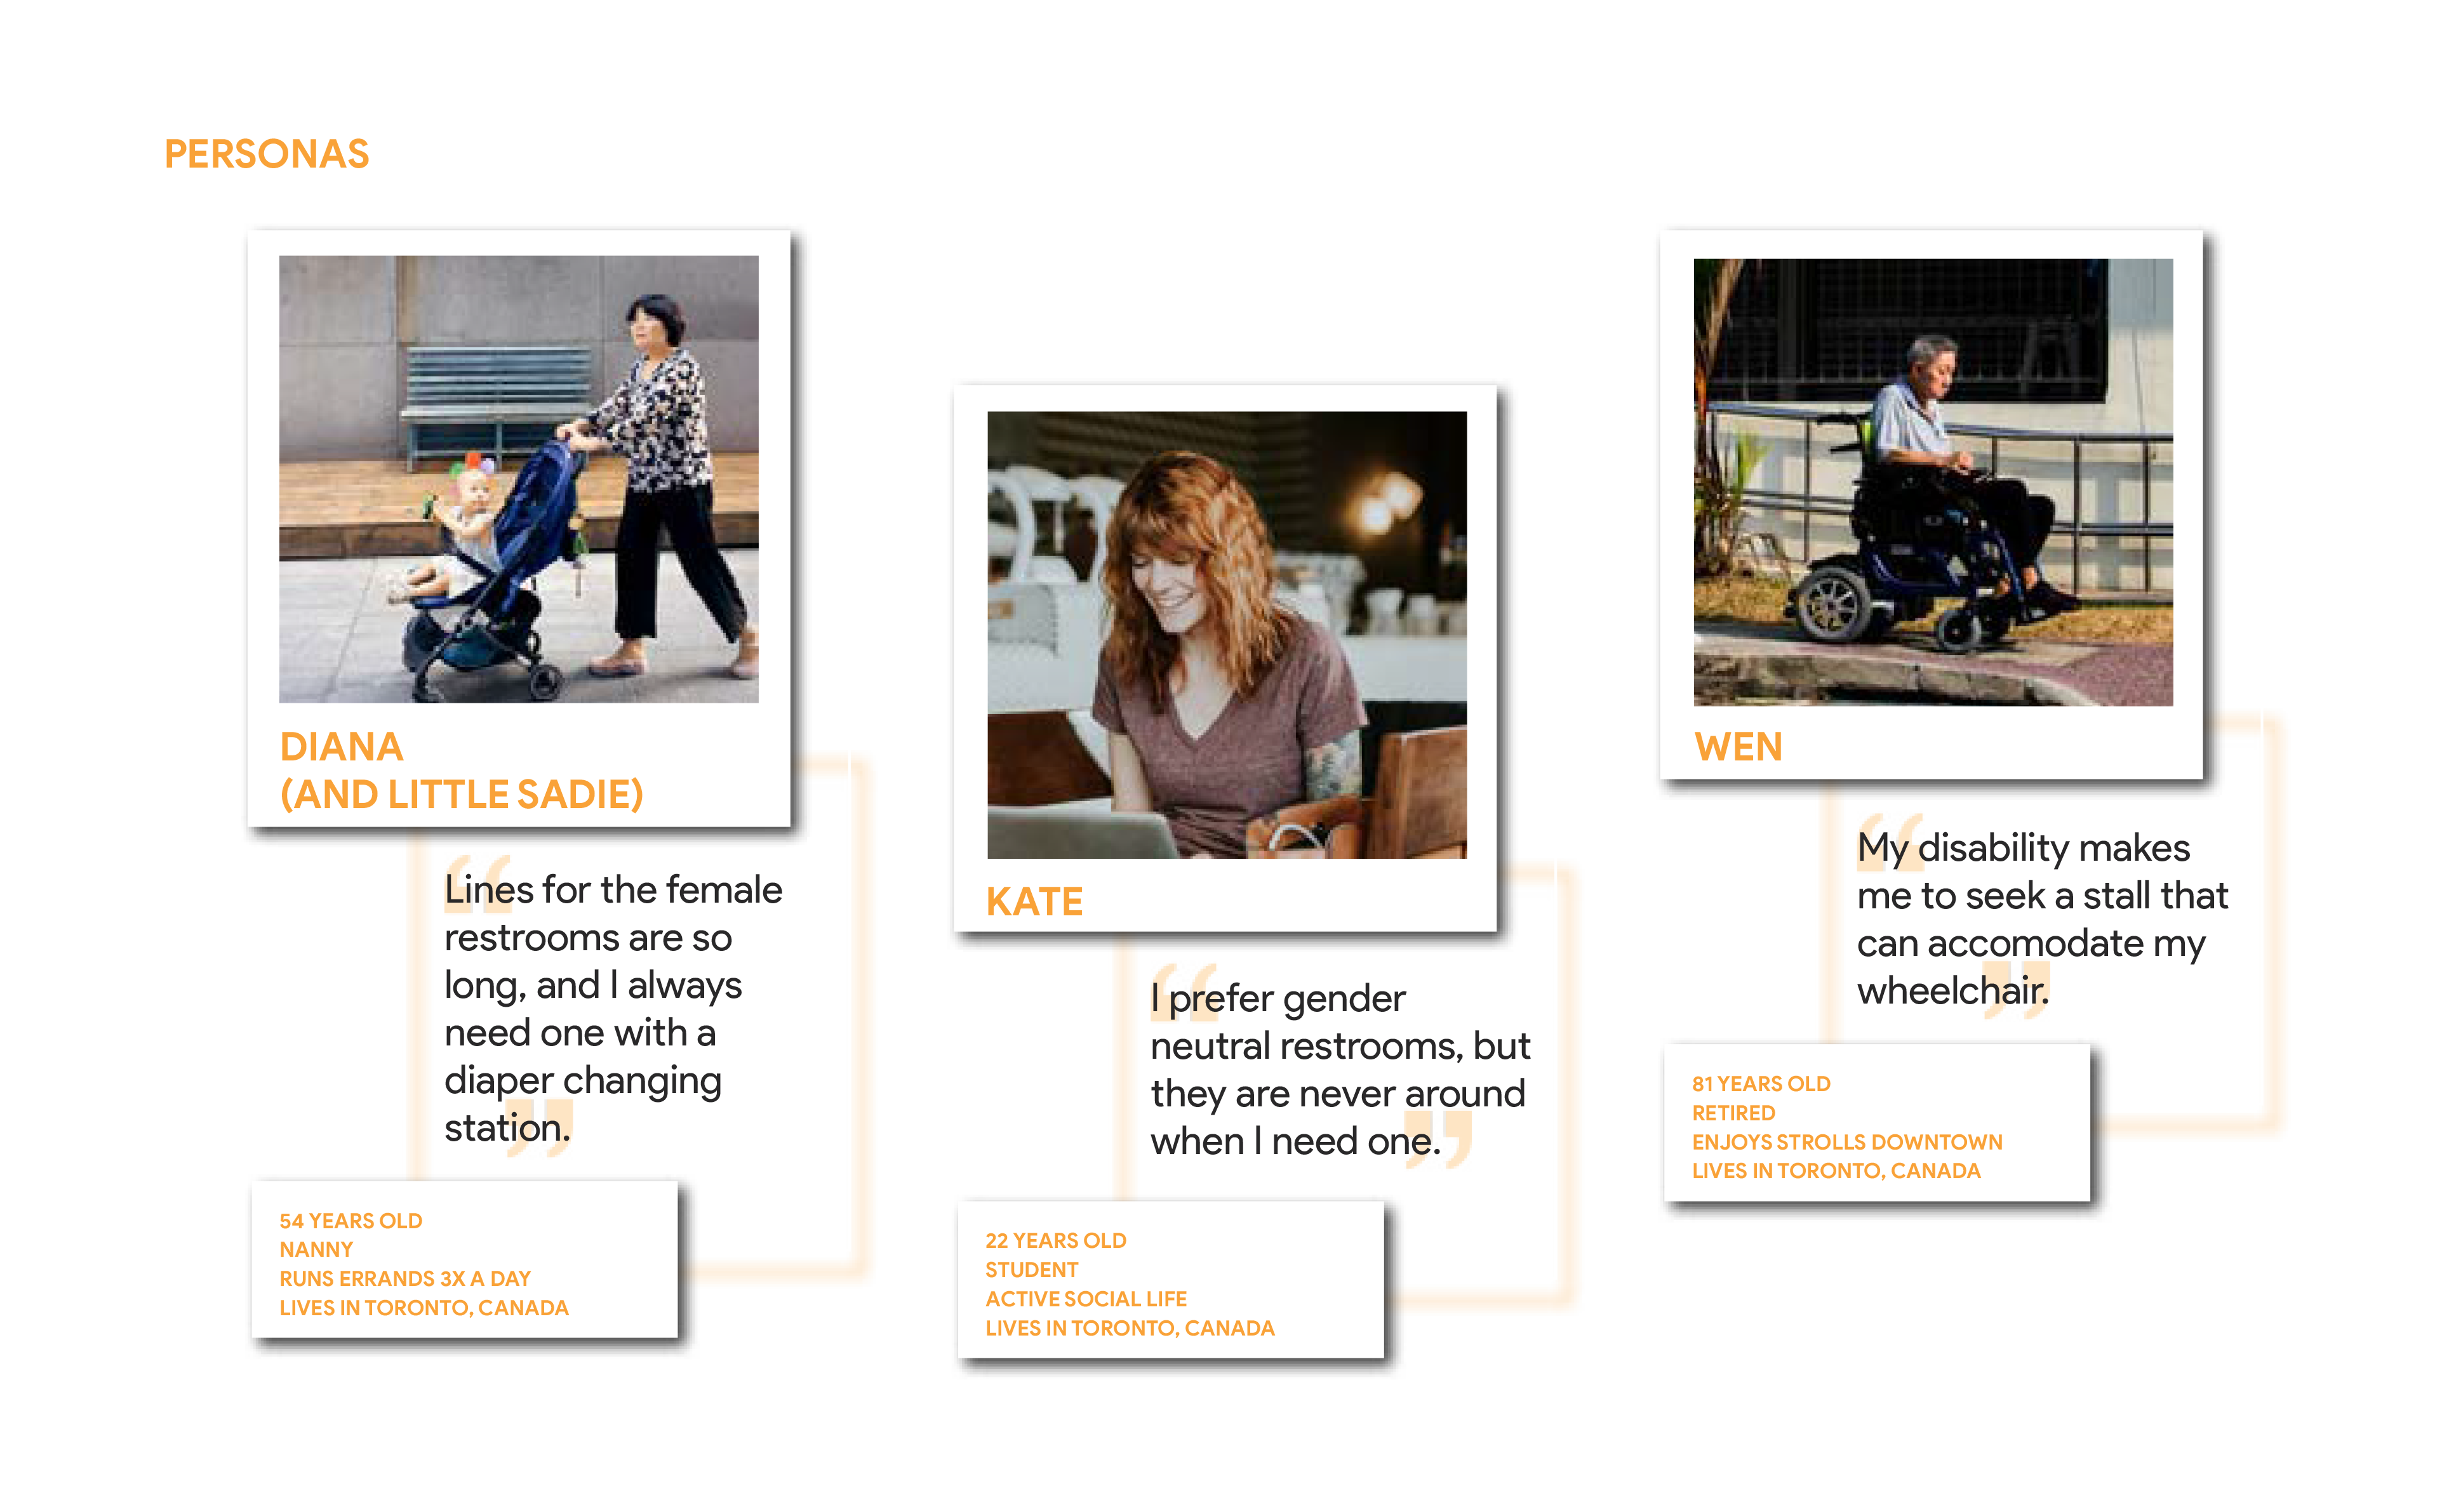 PERSONAS
DIANA
(AND LITTLE SADIE)
Lines for the female
restrooms are so
long, and I always
need one with a
diaper changing
station.
54 YEARS OLD
NANNY
RUNS ERRANDS 3X A DAY
LIVES IN TORONTO, CANADA
KATE
I prefer gender
neutral restrooms, but
they are never around
when I need one.
22 YEARS OLD
STUDENT
ACTIVE SOCIAL LIFE
LIVES IN TORONTO, CANADA
WEN
My disability makes
me to seek a stall that
can accomodate my
wheelchair.
81 YEARS OLD
RETIRED
ENJOYS STROLLS DOWNTOWN
LIVES IN TORONTO, CANADA